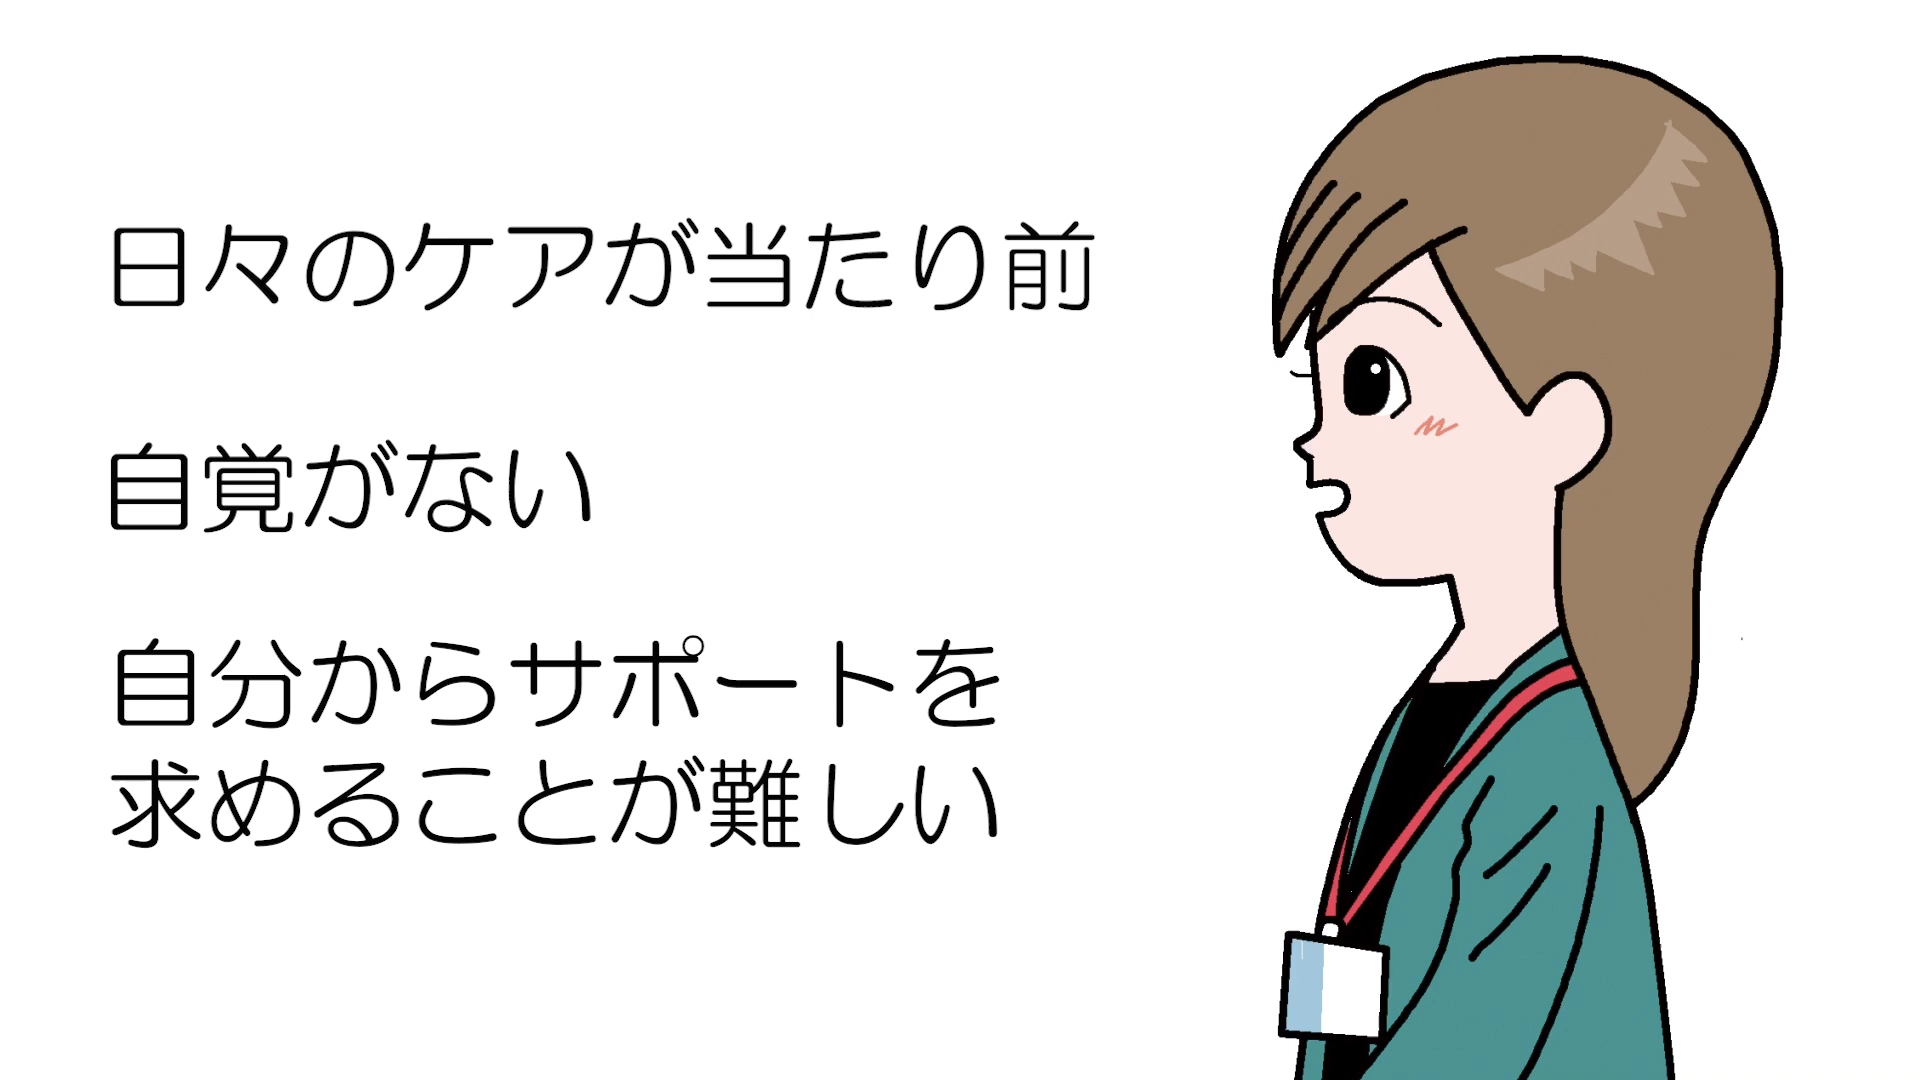 日々のケアが当たり前
自覚がない
自分からサポートを
求めることが難しい